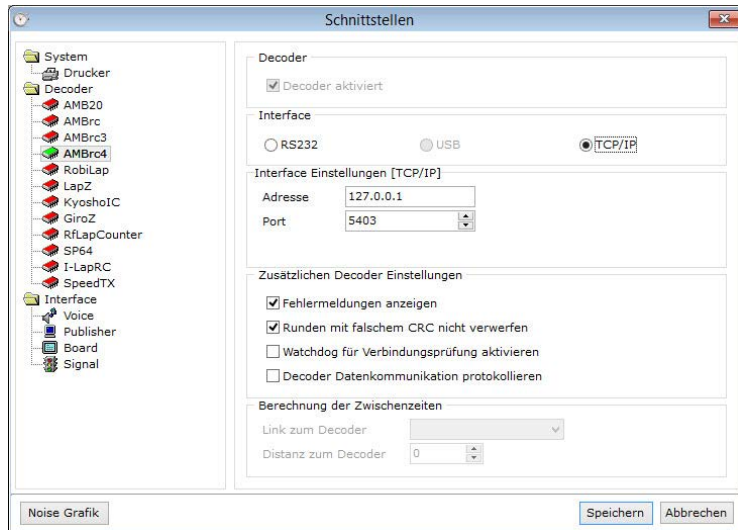 Schnittstellen
System
Drucker
Decoder
AMB20
AMBrc
AMBrc3
AMBrc4
RobiLap
LapZ
KyoshoIC
GiroZ
RfLapCounter
SP64
I-LapRC
SpeedTX
Interface
Voice
Publisher
Board
Signal
Decoder
Decoder aktiviert
Interface
RS232 USB TCP/IP
Interface Einstellungen [TCP/IP]
Adresse 127.0.0.1
Port 5403
Zusätzlichen Decoder Einstellungen
Fehlermeldungen anzeigen
Runden mit falschem CRC nicht verwerfen
Watchdog für Verbindungsprüfung aktivieren
Decoder Datenkommunikation protokollieren
Berechnung der Zwischenzeiten
Link zum Decoder
Distanz zum Decoder 0
Noise Grafik Speichern Abbrechen